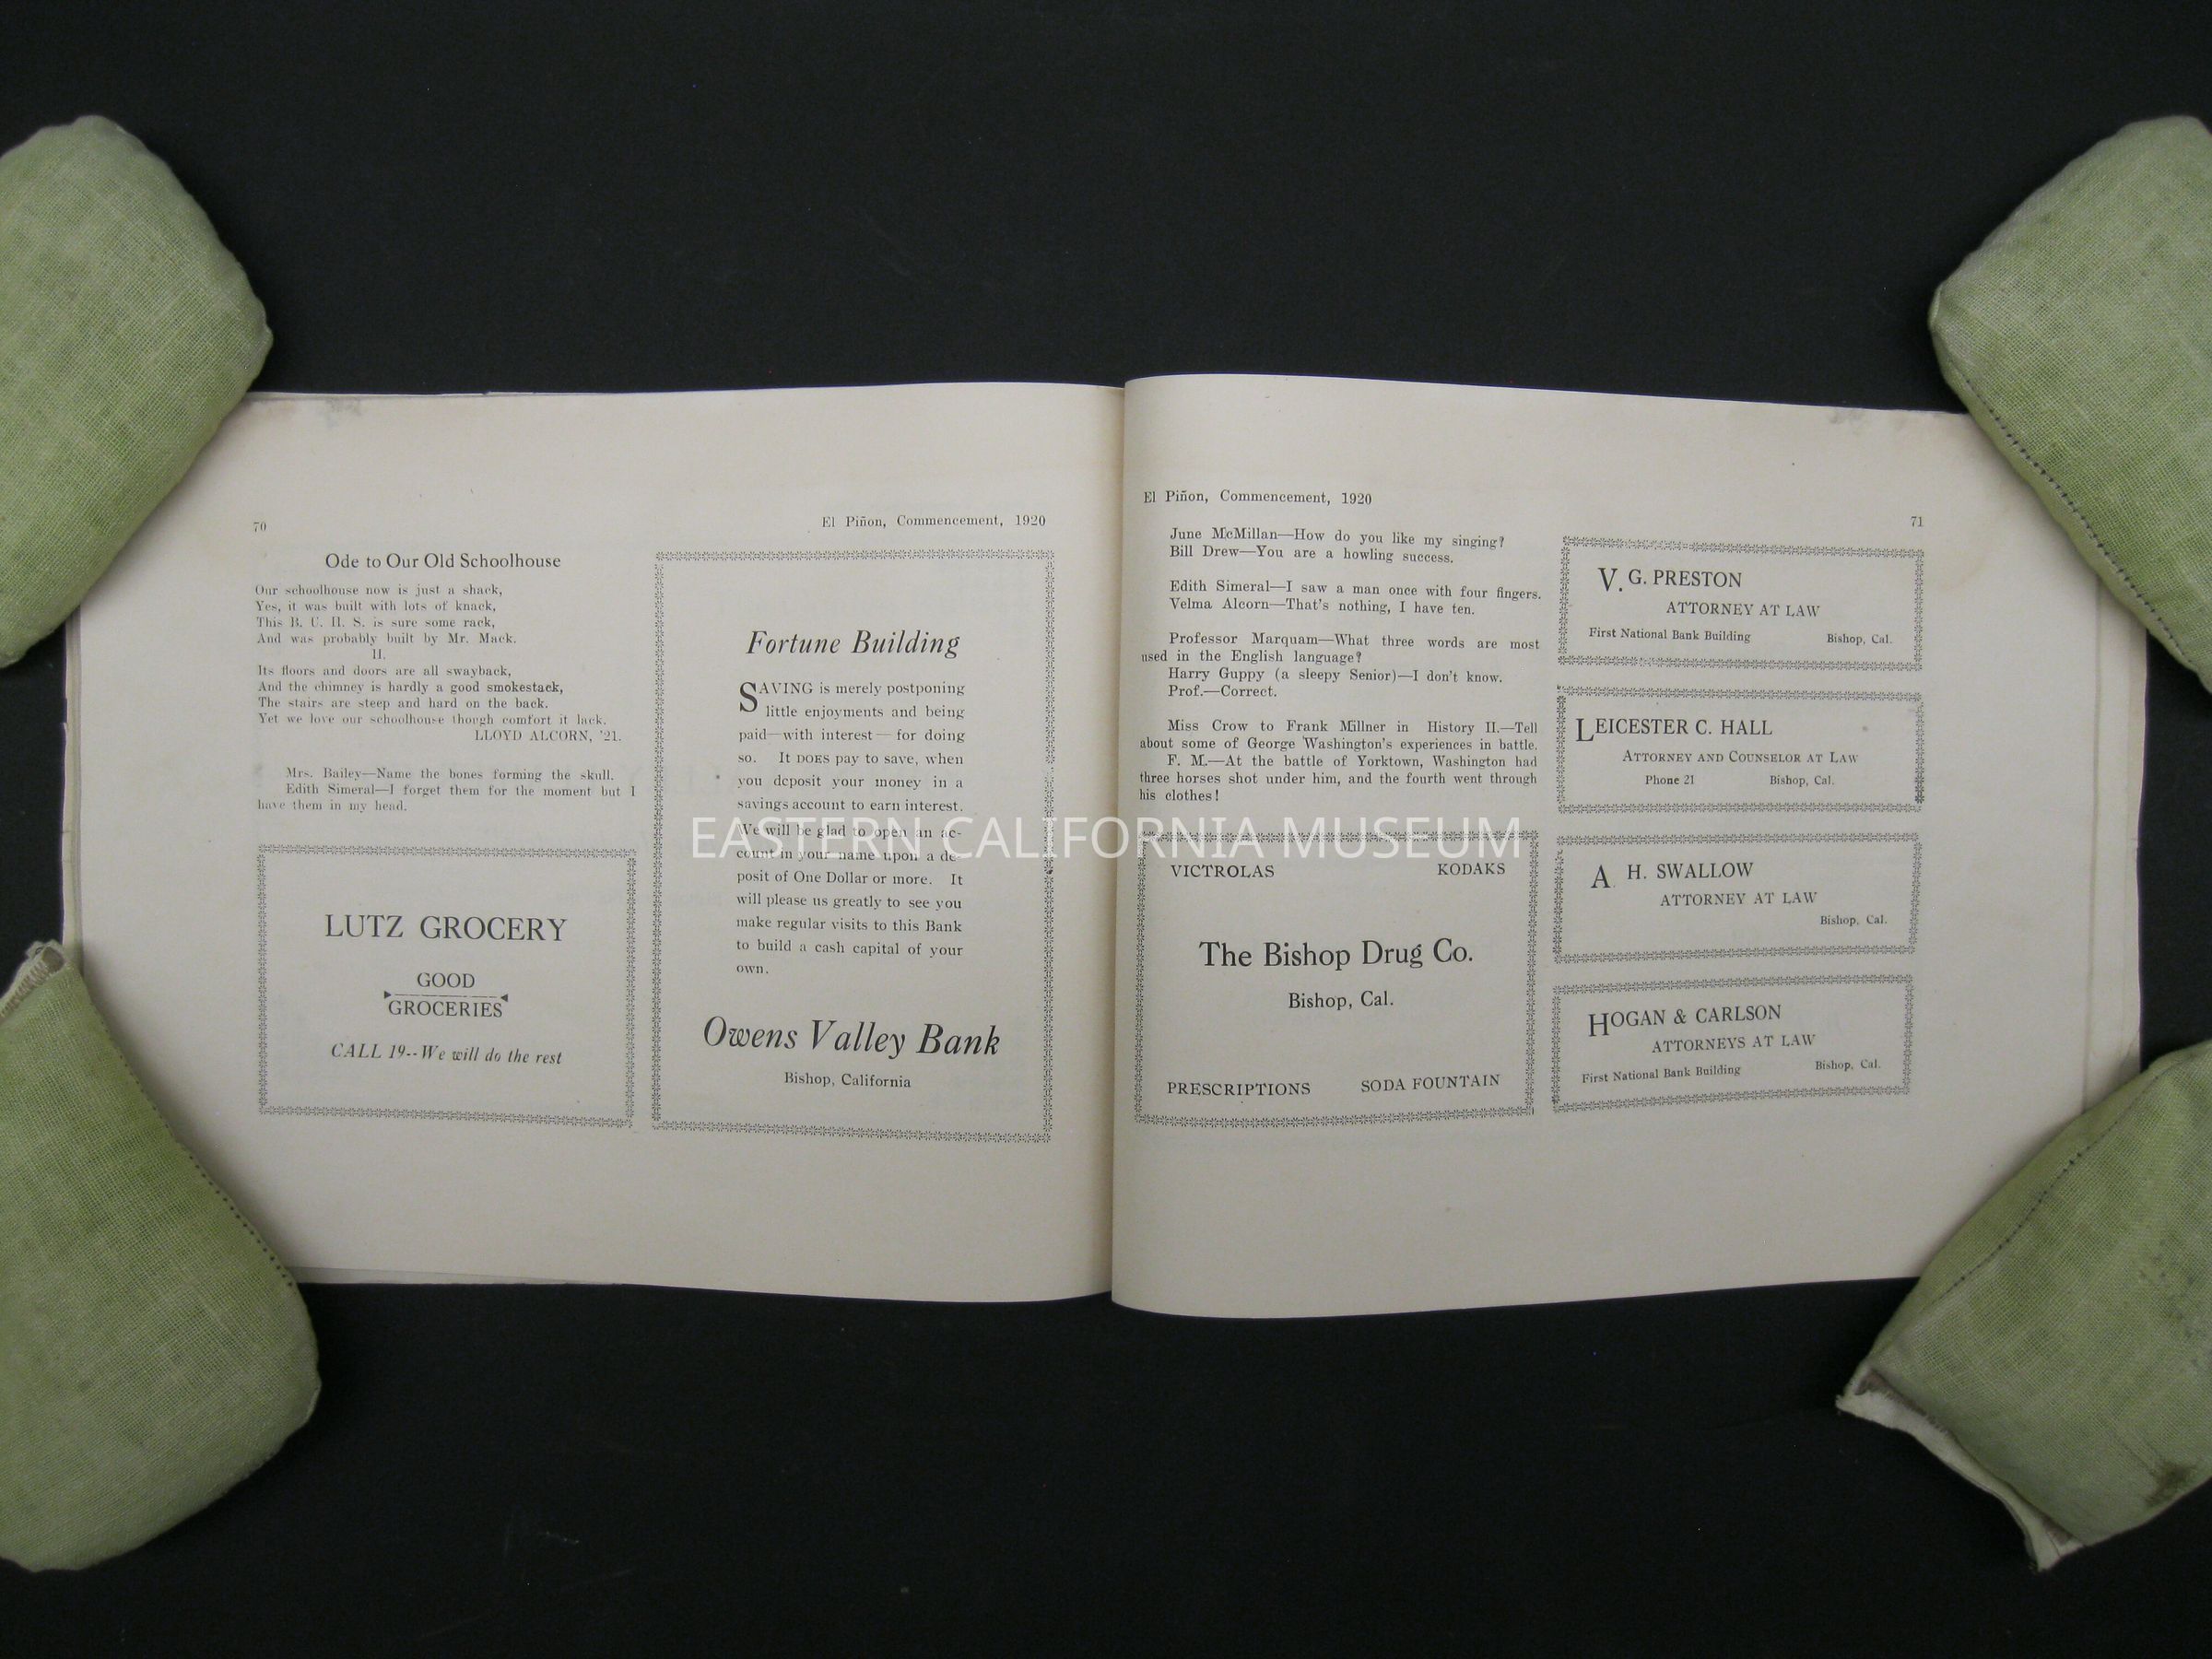 70
El Piñon, Commencement, 1920
Ode to Our Old Schoolhouse
Our schoolhouse now is just a shack,
Yes, it was built with lots of knack,
This B. U. H. S. is sure some rack,
And was probably built by Mr. Mack.
II.
Its floors and doors are all swayback,
And the chimney is hardly a good smokestack,
The stairs are steep and hard on the back.
Yet we love our schoolhouse though comfort it lack.
LLOYD ALCORN, '21.
Mrs. Bailey—Name the bones forming the skull.
Edith Simeral—I forget them for the moment but I
have them in my head.
LUTZ GROCERY
GOOD
GROCERIES
CALL 19--We will do the rest
Fortune Building
SAVING is merely postponing
little enjoyments and being
paid—with interest—for doing
so. It DOES pay to save, when
you deposit your money in a
savings account to earn interest.
We will be glad to open an ac-
count in your name upon a de-
posit of One Dollar or more. It
will please us greatly to see you
make regular visits to this Bank
to build a cash capital of your
own.
Owens Valley Bank
Bishop, California
El Piñon, Commencement, 1920
71
June McMillan—How do you like my singing?
Bill Drew—You are a howling success.
Edith Simeral—I saw a man once with four fingers.
Velma Alcorn—That's nothing, I have ten.
Professor Marquam—What three words are most
used in the English language?
Harry Guppy (a sleepy Senior)—I don't know.
Prof.—Correct.
Miss Crow to Frank Millner in History II.—Tell
about some of George Washington's experiences in battle.
F. M.—At the battle of Yorktown, Washington had
three horses shot under him, and the fourth went through
his clothes!
VICTROLAS KODAKS
The Bishop Drug Co.
Bishop, Cal.
PRESCRIPTIONS SODA FOUNTAIN
V. G. PRESTON
ATTORNEY AT LAW
First National Bank Building Bishop, Cal.
LEICESTER C. HALL
ATTORNEY AND COUNSELOR AT LAW
Phone 21 Bishop, Cal.
A. H. SWALLOW
ATTORNEY AT LAW
Bishop, Cal.
HOGAN & CARLSON
ATTORNEYS AT LAW
First National Bank Building Bishop, Cal.
EASTERN CALIFORNIA MUSEUM